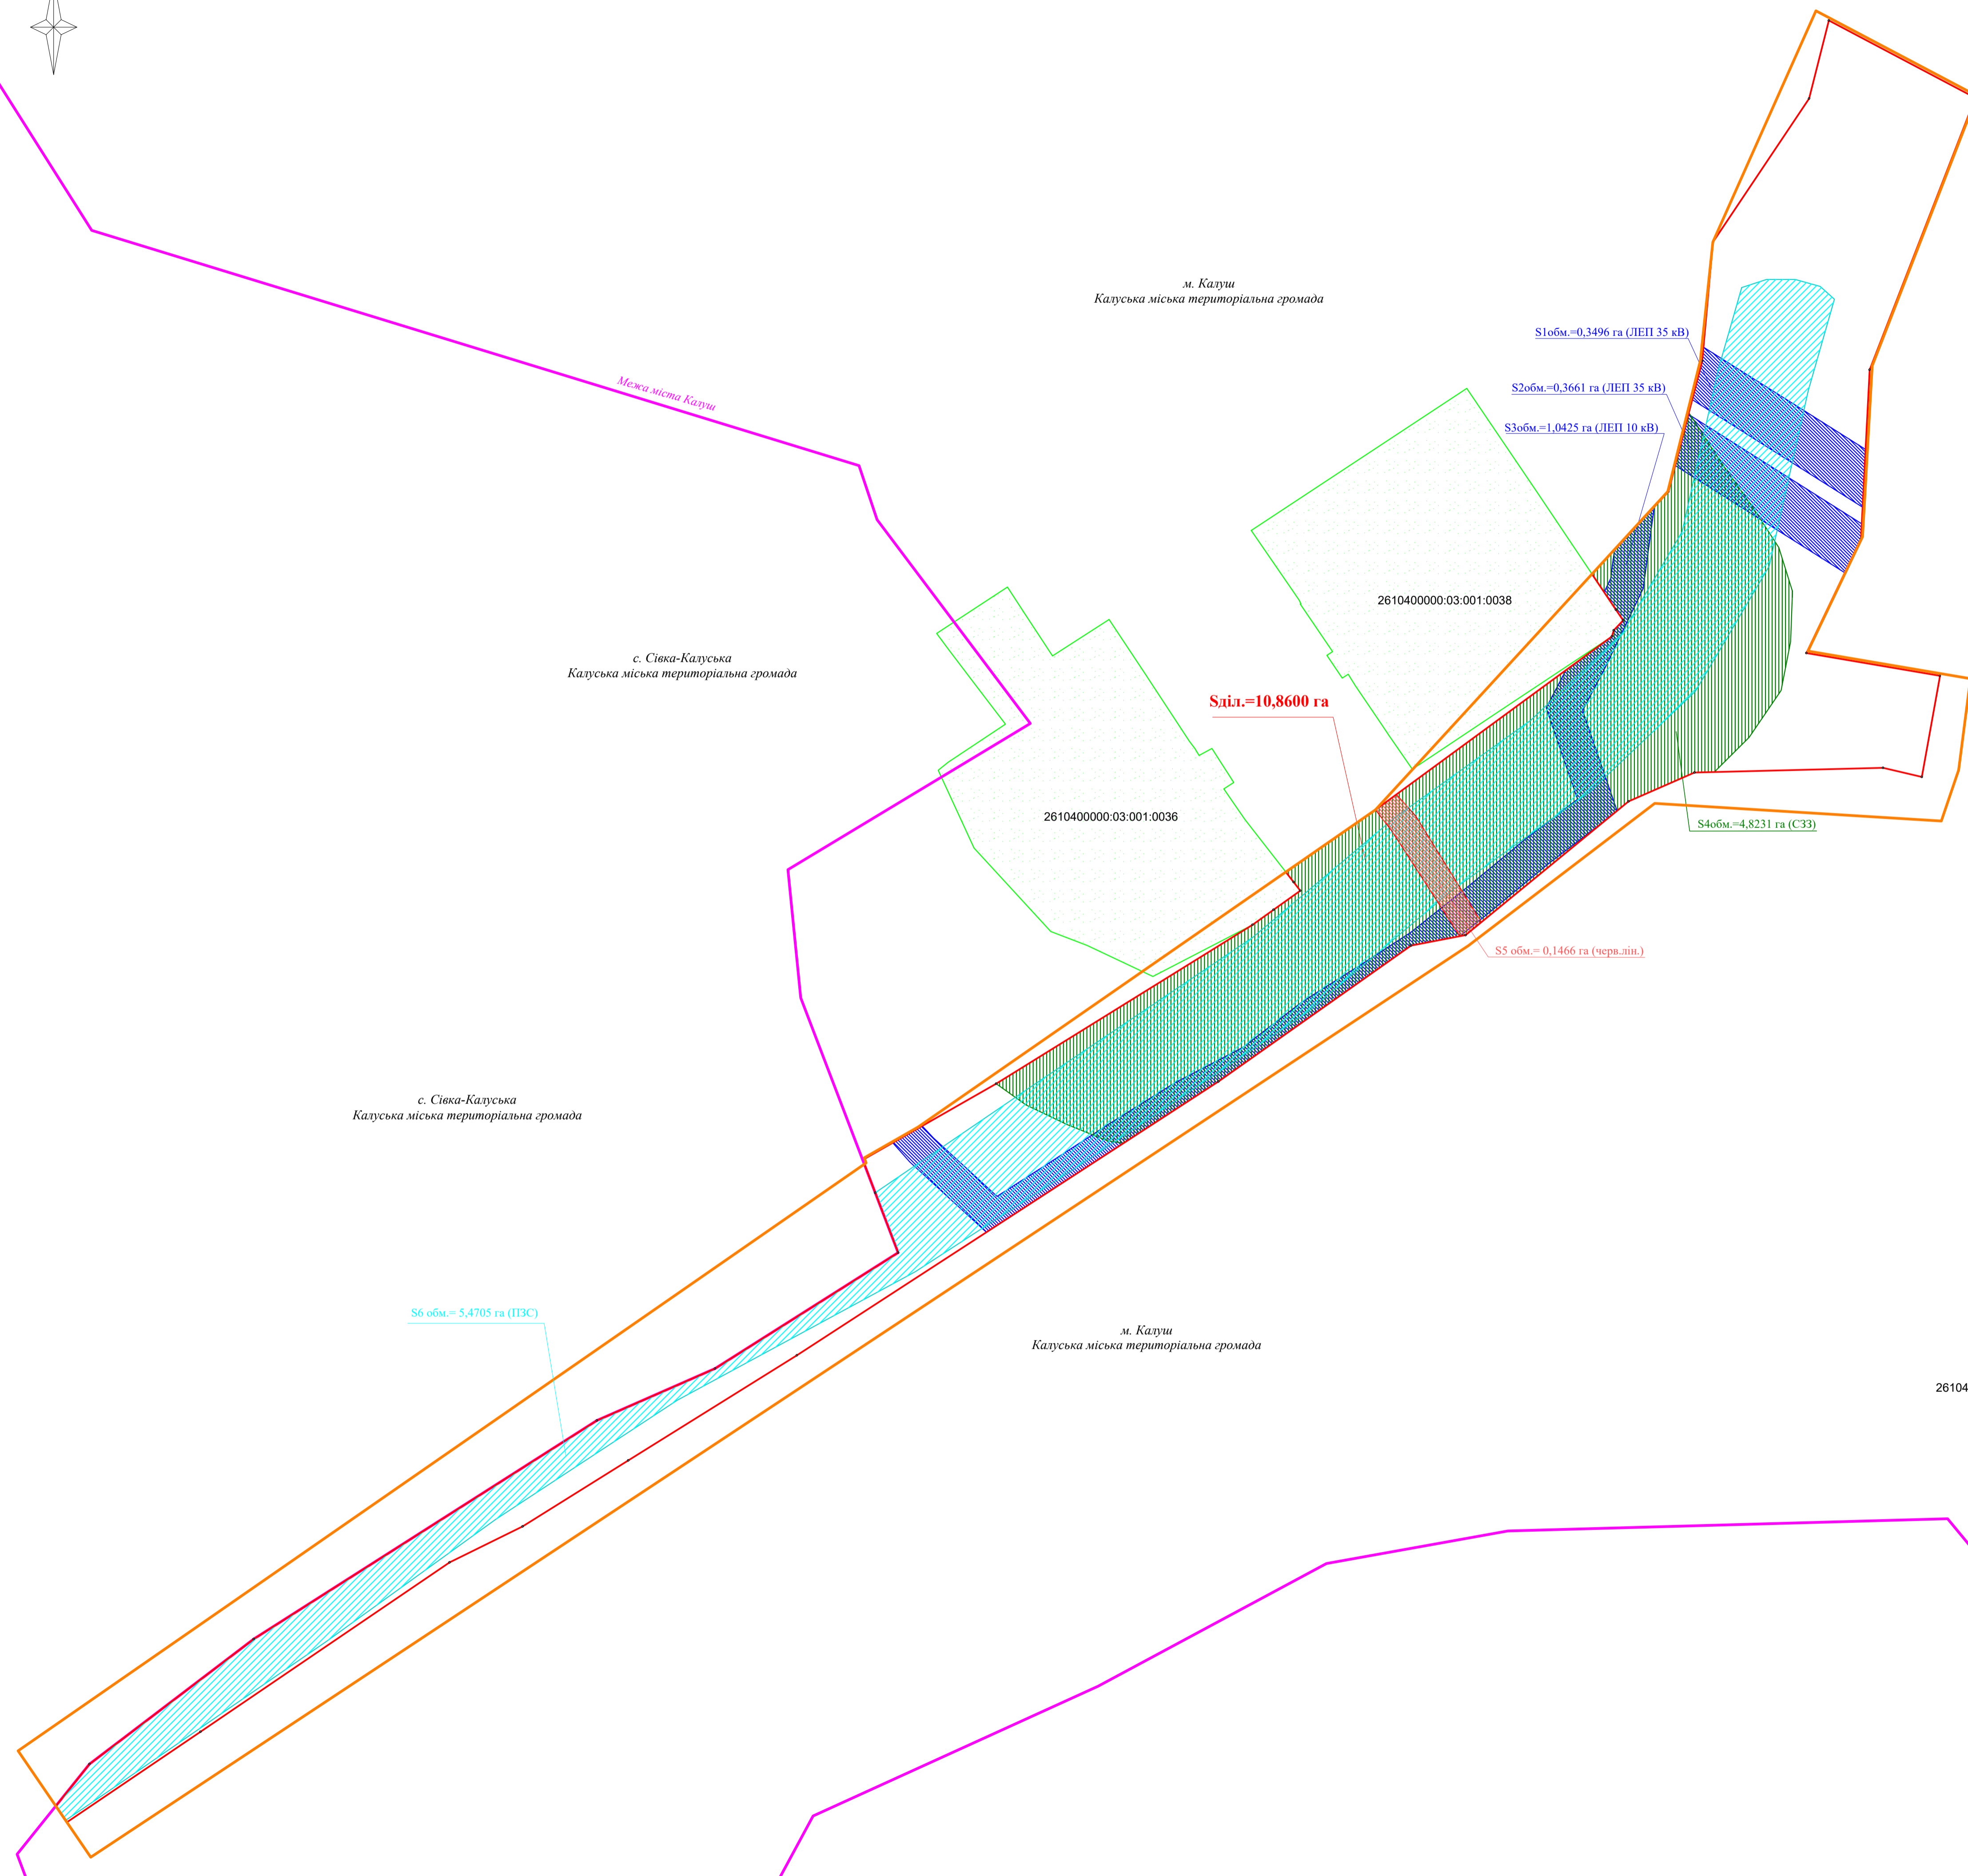 м. Калуш
Калуська міська територіальна громада
S1обм.=0,3496 га (ЛЕП 35 кВ)
Межа міста Калуш
S2обм.=0,3661 га (ЛЕП 35 кВ)
S3обм.=1,0425 га (ЛЕП 10 кВ)
2610400000:03:001:0038
с. Сівка-Калуська
Калуська міська територіальна громада
Sділ.=10,8600 га
2610400000:03:001:0036
S4обм.=4,8231 га (СЗЗ)
S5 обм.= 0,1466 га (черв.лін.)
с. Сівка-Калуська
Калуська міська територіальна громада
S6 обм.= 5,4705 га (ПЗС)
м. Калуш
Калуська міська територіальна громада
26104